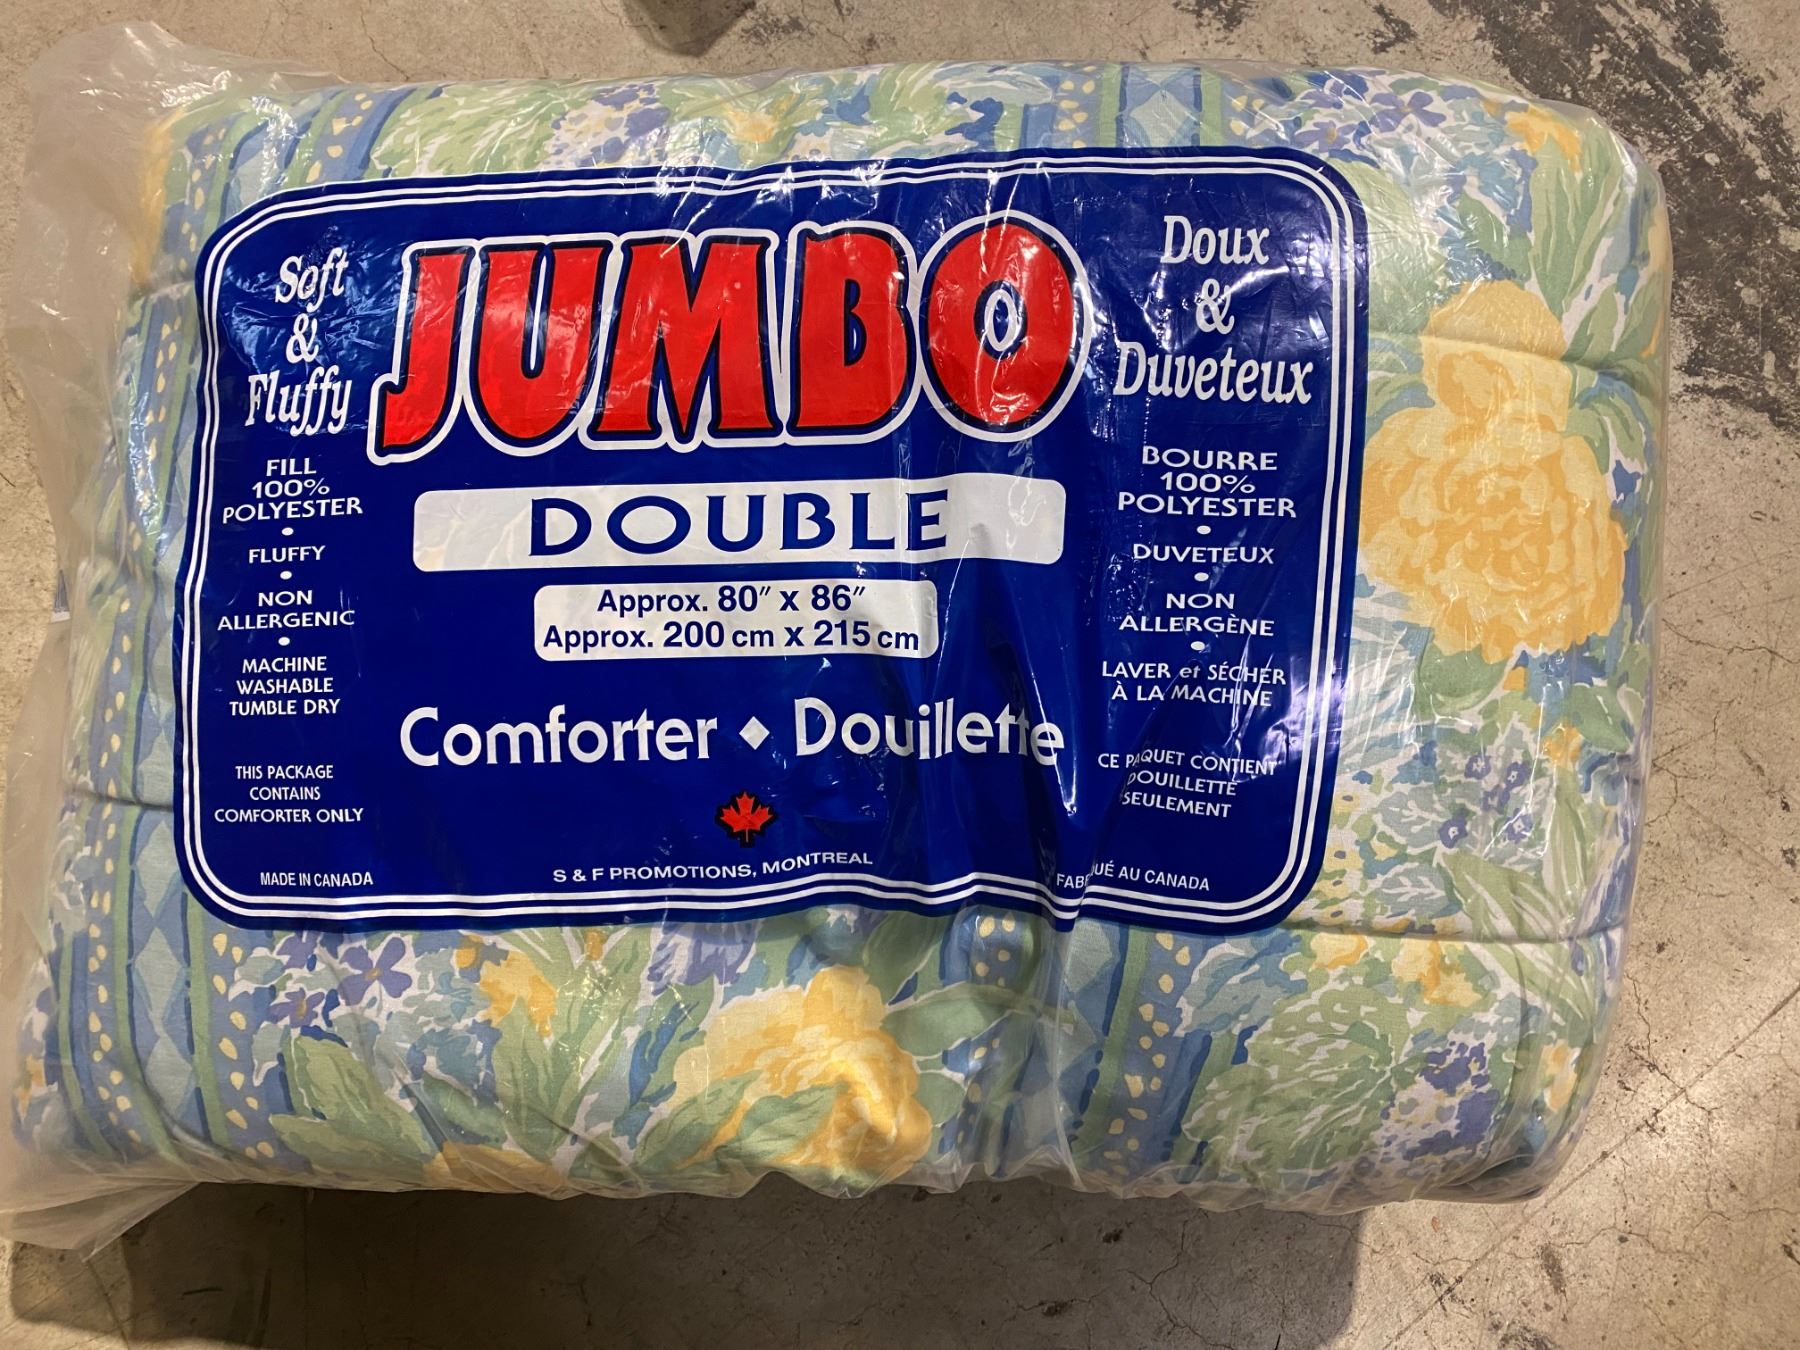 Soft
&
Fluffy
FILL
100%
POLYESTER
•
FLUFFY
•
NON
ALLERGENIC
•
MACHINE
WASHABLE
TUMBLE DRY
THIS PACKAGE
CONTAINS
COMFORTER ONLY
MADE IN CANADA
JUMBO
DOUBLE
Approx. 80″ x 86″
Approx. 200 cm x 215 cm
Comforter ◆ Douillette
S & F PROMOTIONS, MONTREAL
Doux
&
Duveteux
BOURRE
100%
POLYESTER
•
DUVETEUX
•
NON
ALLERGÈNE
•
LAVER et SÉCHER
À LA MACHINE
CE PAQUET CONTIENT
DOUILLETTE
SEULEMENT
AU CANADA